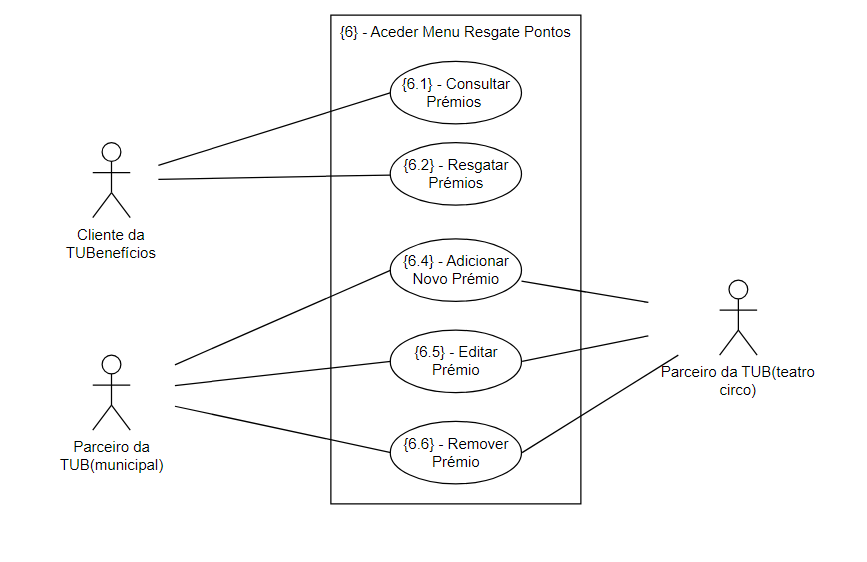 {6} - Aceder Menu Resgate Pontos
{6.1} - Consultar
Prémios
{6.2} - Resgatar
Prémios
Cliente da
TUBenefícios
{6.4} - Adicionar
Novo Prémio
{6.5} - Editar
Prémio
Parceiro da TUB(teatro
circo)
{6.6} - Remover
Prémio
Parceiro da
TUB(municipal)